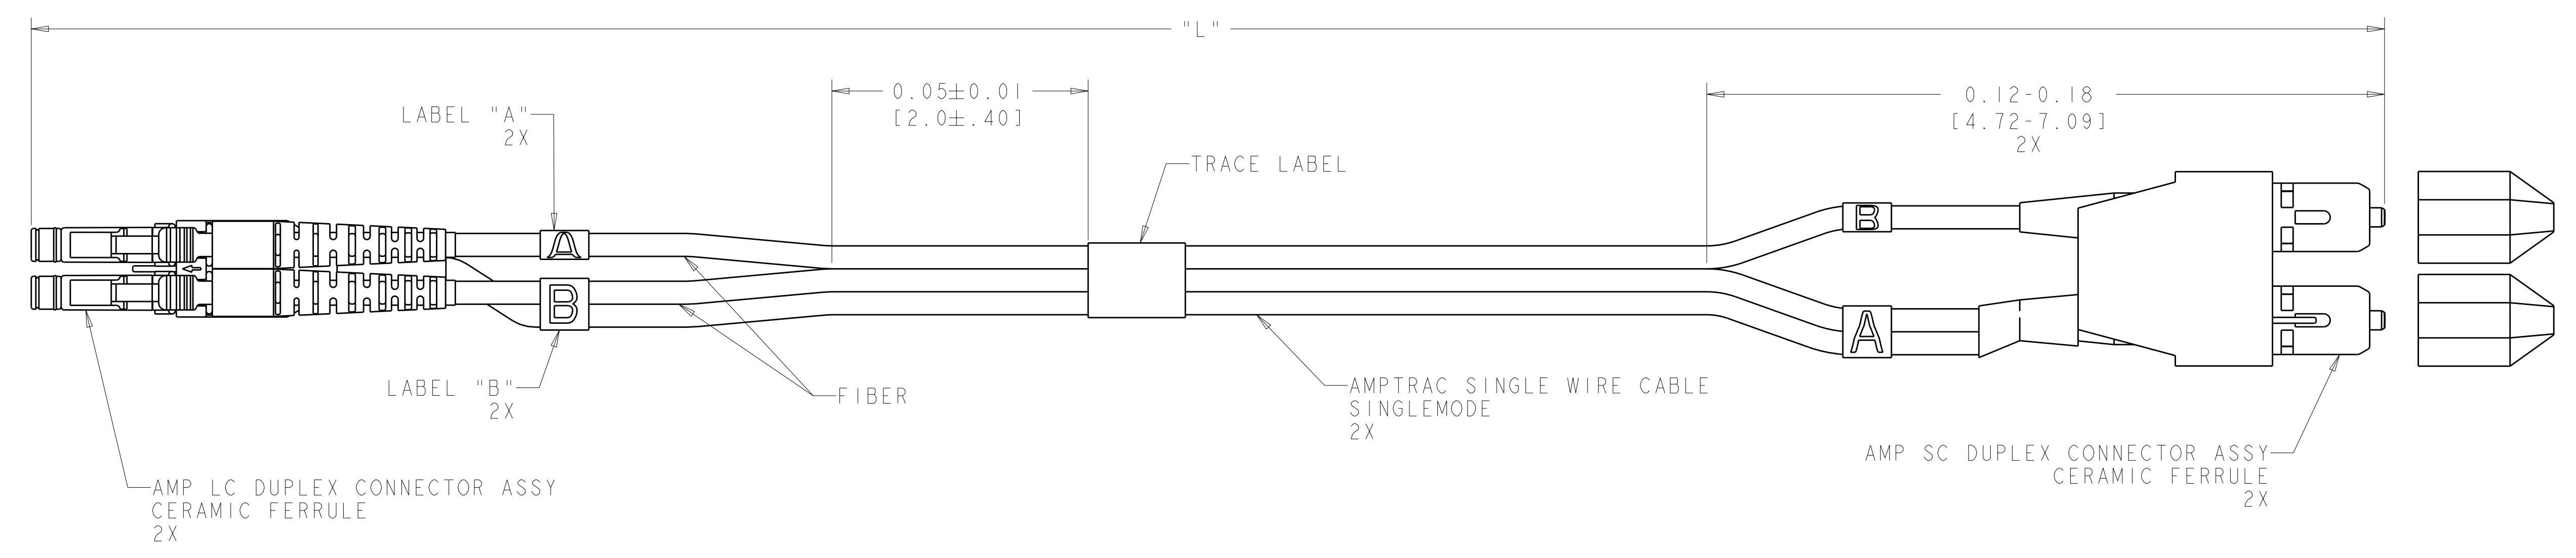 "L"
0.05±0.01
[2.0±.40]
0.12-0.18
[4.72-7.09]
2X
LABEL "A"
2X
TRACE LABEL
B
A
B
A
LABEL "B"
2X
FIBER
AMPTRAC SINGLE WIRE CABLE
SINGLEMODE
2X
AMP SC DUPLEX CONNECTOR ASSY
CERAMIC FERRULE
2X
AMP LC DUPLEX CONNECTOR ASSY
CERAMIC FERRULE
2X